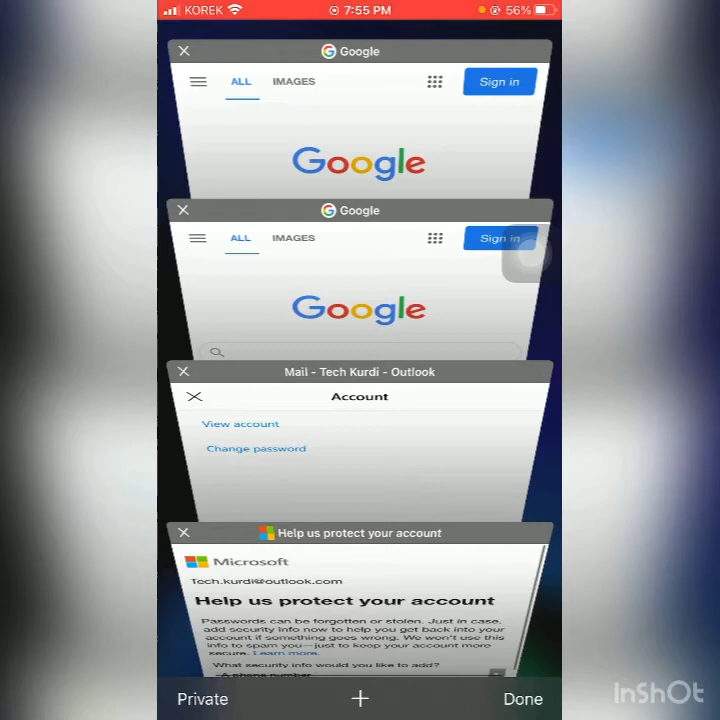 KOREK 7:55 PM 56%
Google
ALL IMAGES Sign in
Google
Google
ALL IMAGES Sign in
Google
Mail - Tech Kurdi - Outlook
Account
View account
Change password
Help us protect your account
Microsoft
Tech.kurdi@outlook.com
Help us protect your account
Passwords can be forgotten or stolen. Just in case,
add security info now to help you get back into your
account if something goes wrong. We won't use this
info to spam you—just to keep your account more
secure. Learn more.
What security info would you like to add?
A phone number
Private + Done
InShOt